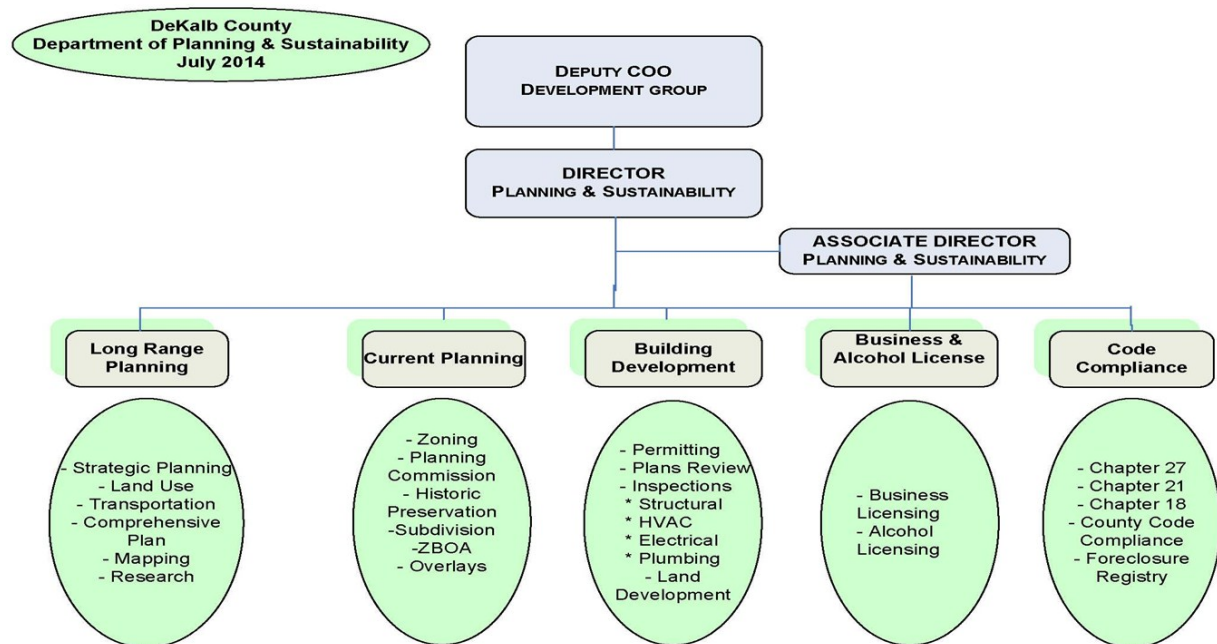 DeKalb County
Department of Planning & Sustainability
July 2014
DEPUTY COO
DEVELOPMENT GROUP
DIRECTOR
PLANNING & SUSTAINABILITY
ASSOCIATE DIRECTOR
PLANNING & SUSTAINABILITY
Long Range
Planning
Current Planning
Building
Development
Business &
Alcohol License
Code
Compliance
- Strategic Planning
- Land Use
- Transportation
- Comprehensive
Plan
- Mapping
- Research
- Zoning
- Planning
Commission
- Historic
Preservation
-Subdivision
-ZBOA
- Overlays
- Permitting
- Plans Review
- Inspections
* Structural
* HVAC
* Electrical
* Plumbing
- Land
Development
- Business
Licensing
- Alcohol
Licensing
- Chapter 27
- Chapter 21
- Chapter 18
- County Code
Compliance
- Foreclosure
Registry